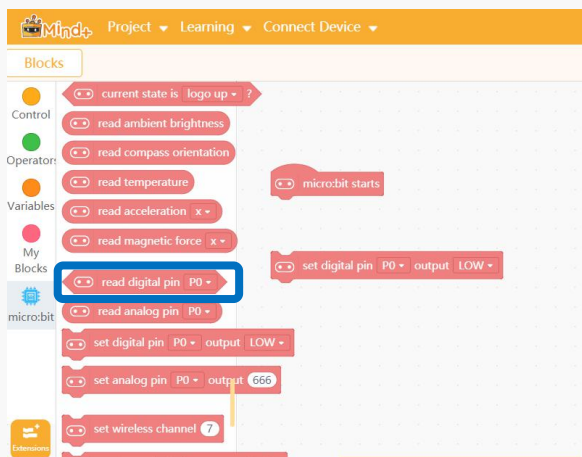 Mind+ Project Learning Connect Device
Blocks
Control
Operators
Variables
My
Blocks
micro:bit
Extensions
current state is logo up ?
read ambient brightness
read compass orientation
read temperature
read acceleration x
read magnetic force x
read digital pin P0
read analog pin P0
set digital pin P0 output LOW
set analog pin P0 output 666
set wireless channel 7
micro:bit starts
set digital pin P0 output LOW